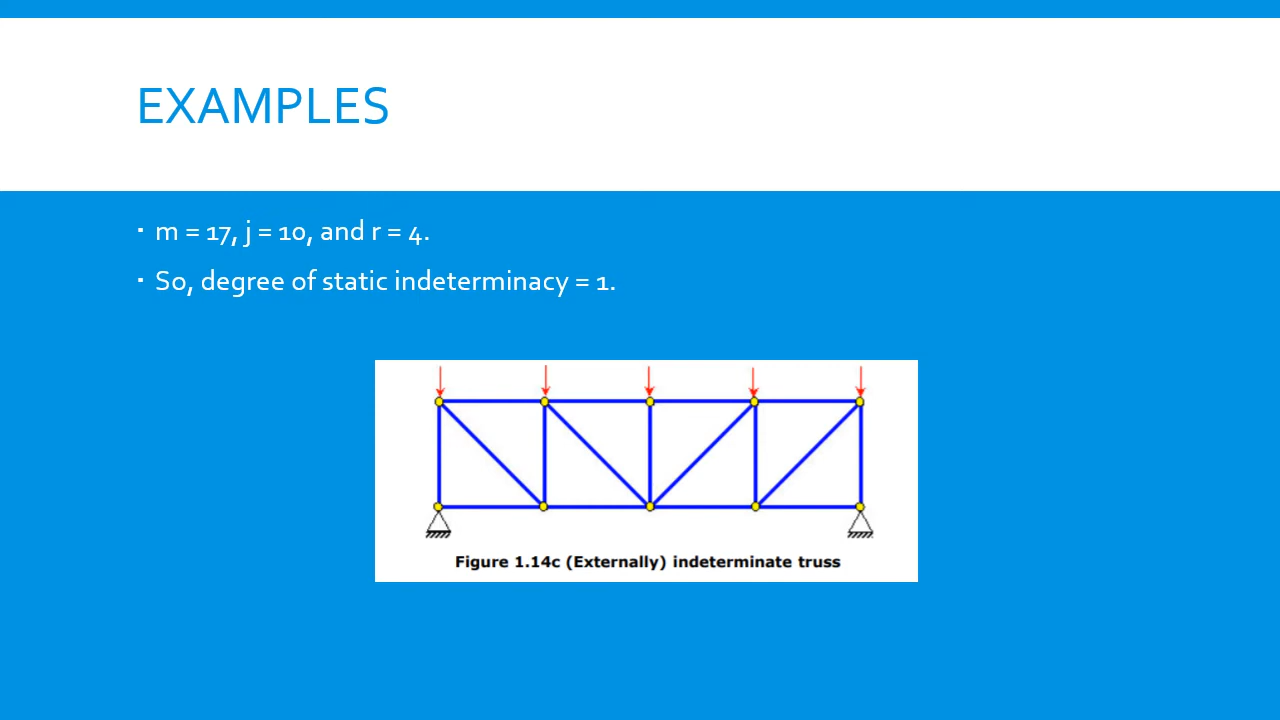 EXAMPLES
▪ m = 17, j = 10, and r = 4.
▪ So, degree of static indeterminacy = 1.
Figure 1.14c (Externally) indeterminate truss